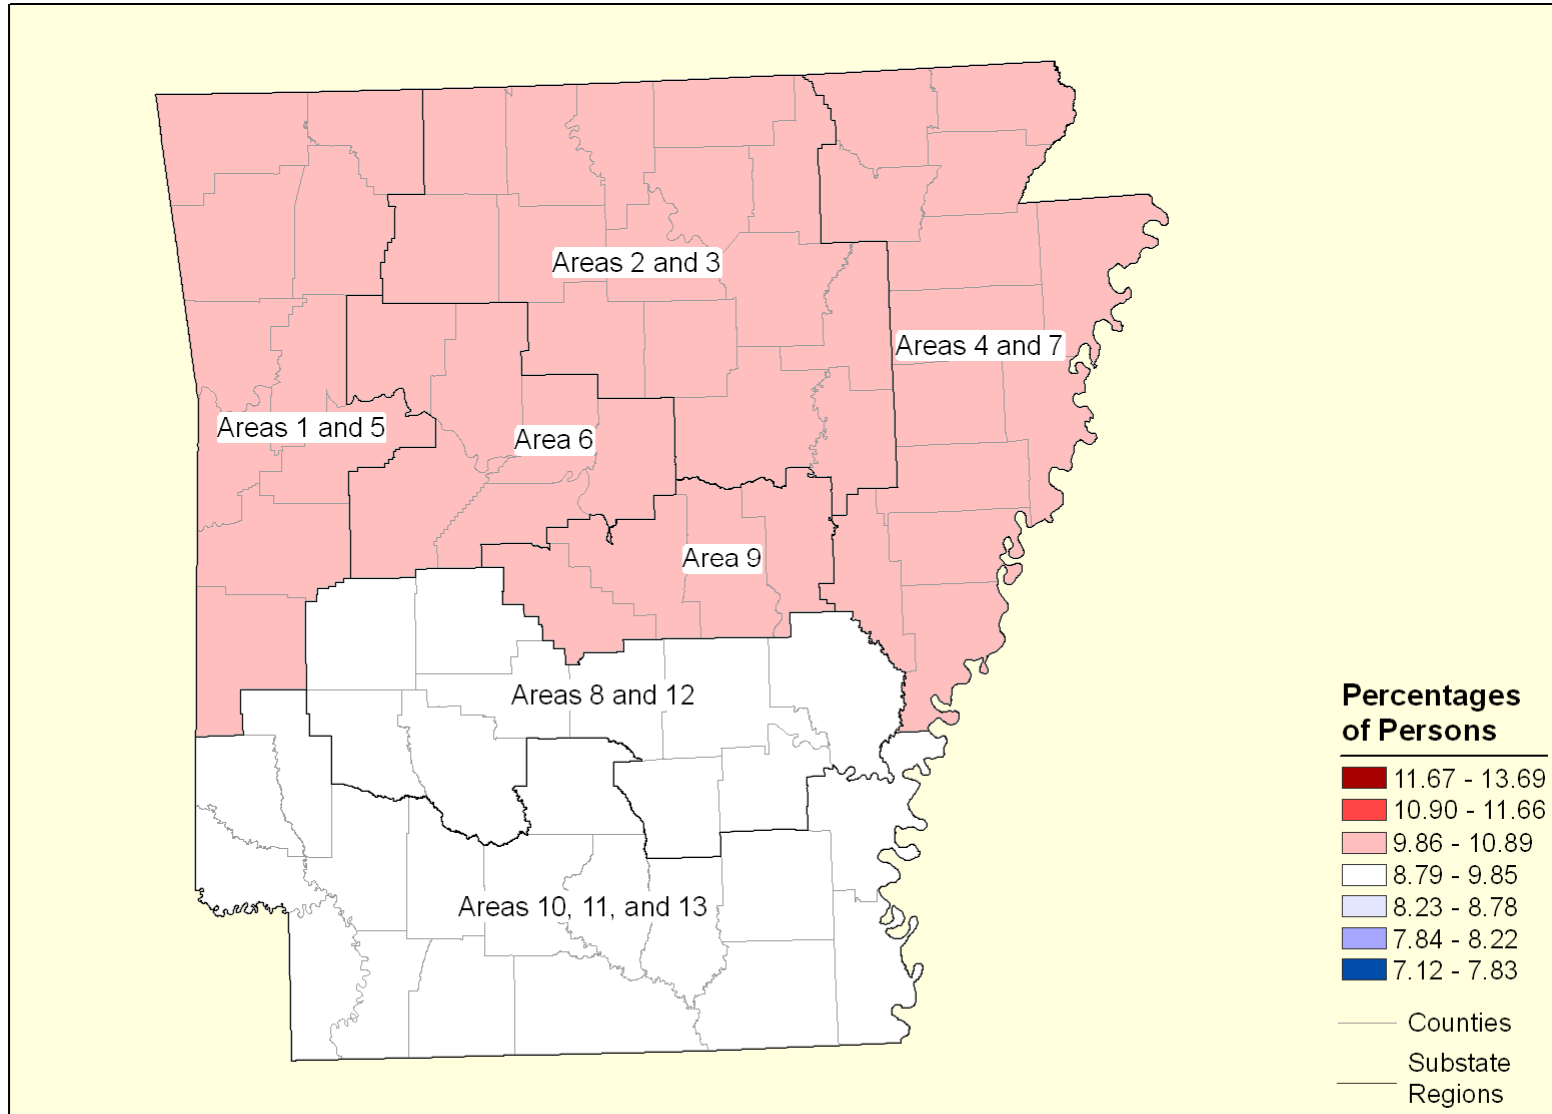 Areas 2 and 3
Areas 4 and 7
Areas 1 and 5
Area 6
Area 9
Areas 8 and 12
Areas 10, 11, and 13
Percentages
of Persons
11.67 - 13.69
10.90 - 11.66
9.86 - 10.89
8.79 - 9.85
8.23 - 8.78
7.84 - 8.22
7.12 - 7.83
Counties
Substate
Regions